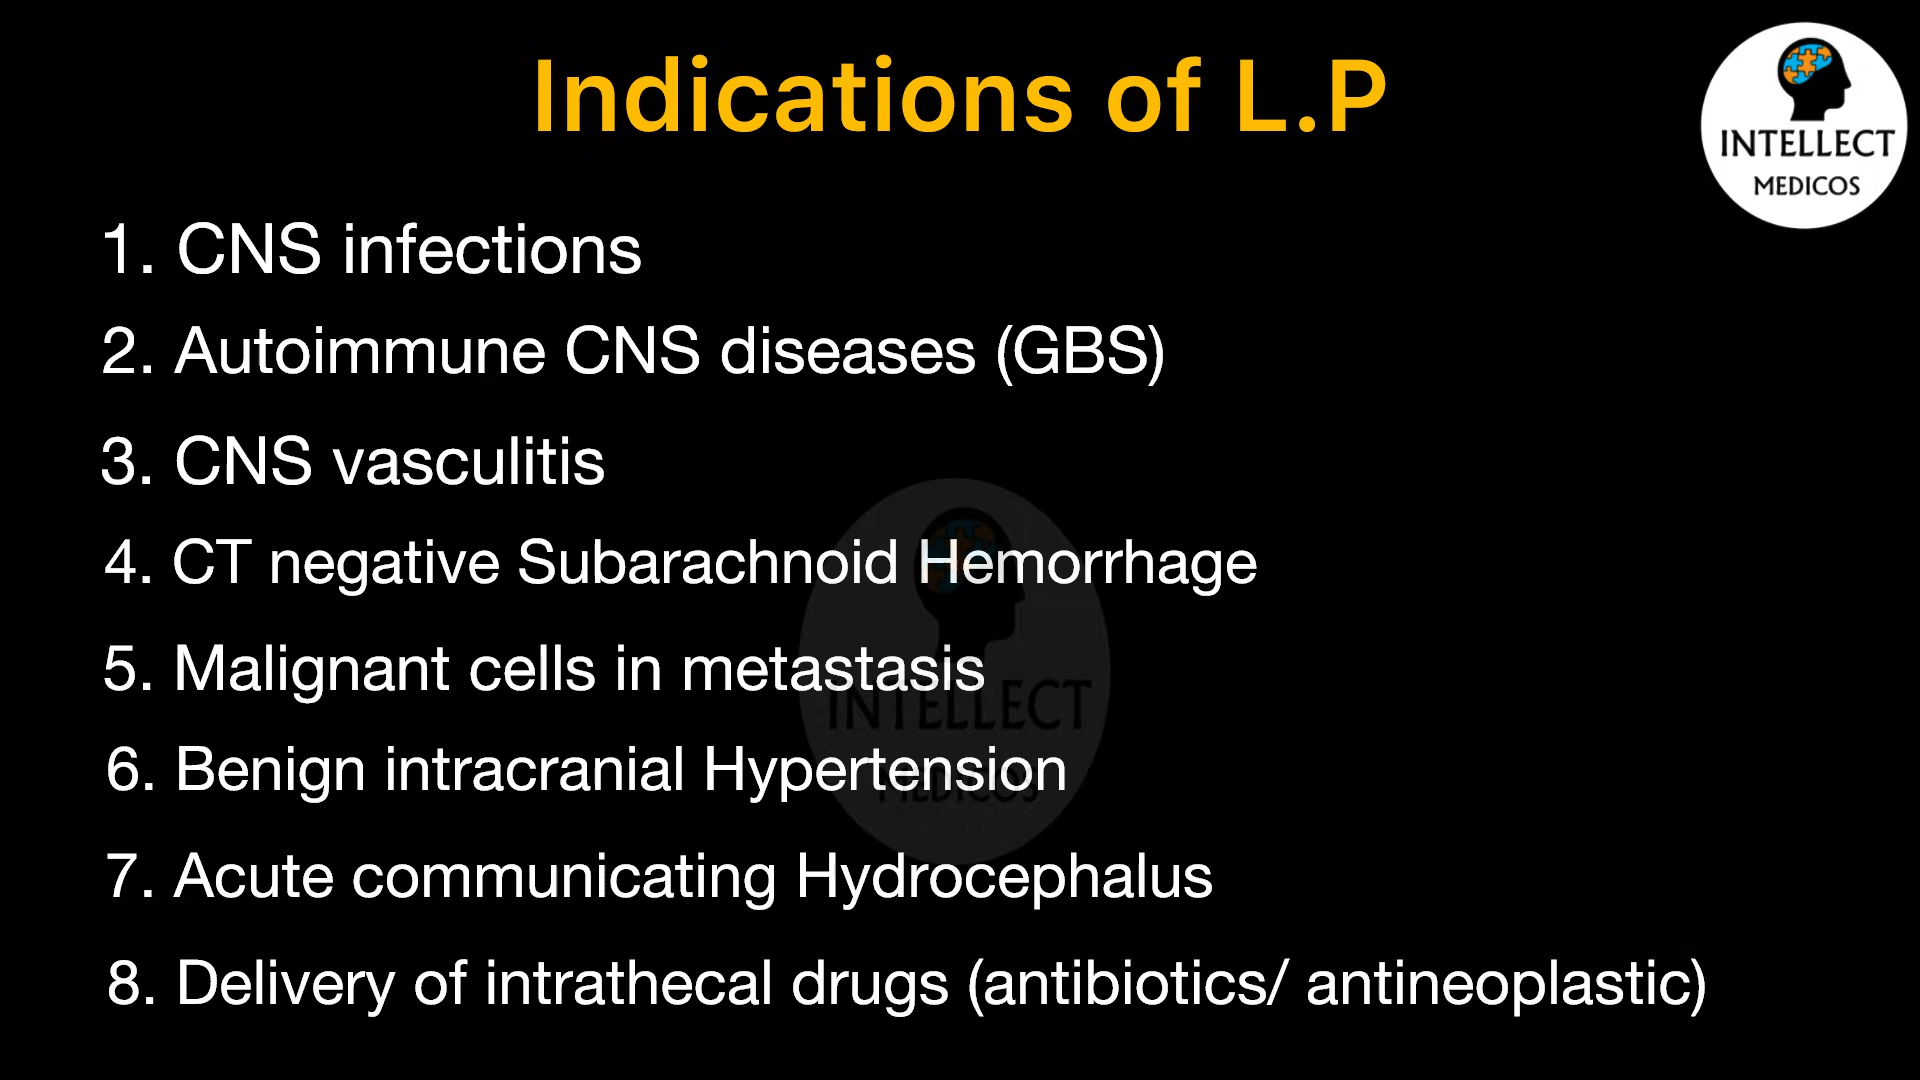 Indications of L.P
INTELLECT
MEDICOS
1. CNS infections
2. Autoimmune CNS diseases (GBS)
3. CNS vasculitis
4. CT negative Subarachnoid Hemorrhage
5. Malignant cells in metastasis
INTELLECT
6. Benign intracranial Hypertension
MEDICOS
7. Acute communicating Hydrocephalus
8. Delivery of intrathecal drugs (antibiotics/ antineoplastic)